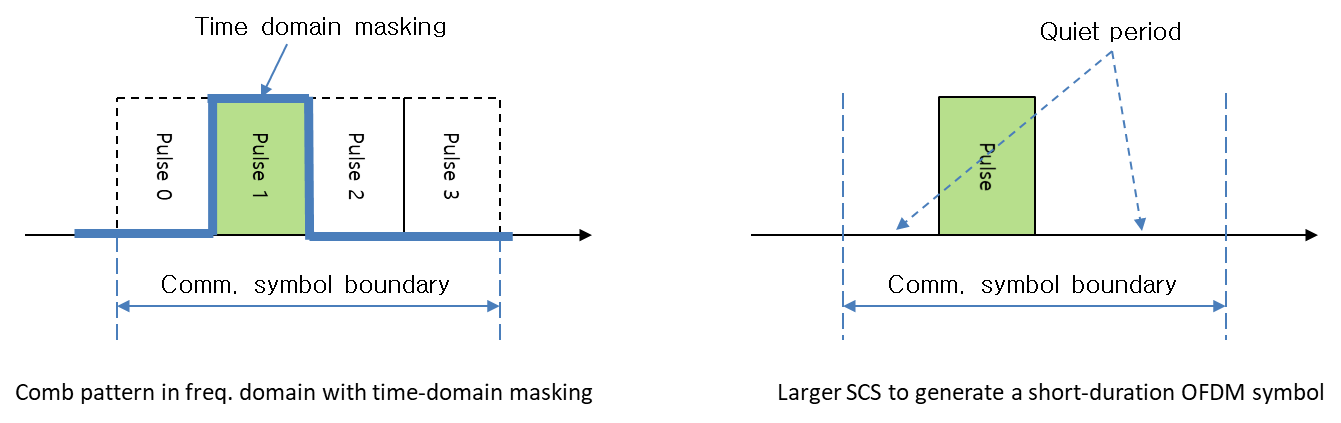 Time domain masking
Pulse 0
Pulse 1
Pulse 2
Pulse 3
Comm. symbol boundary
Comb pattern in freq. domain with time-domain masking
Quiet period
Pulse
Comm. symbol boundary
Larger SCS to generate a short-duration OFDM symbol